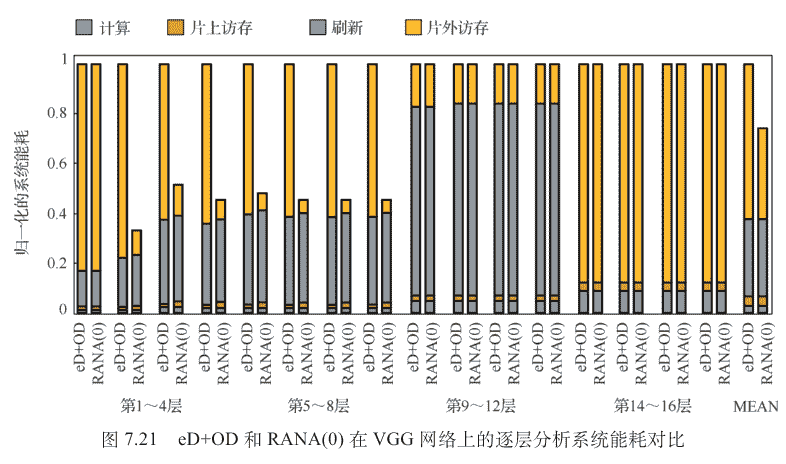 计算 片上访存 刷新 片外访存
归一化的系统能耗
1
0.8
0.6
0.4
0.2
0
eD+OD
RANA(0)
eD+OD
RANA(0)
eD+OD
RANA(0)
eD+OD
RANA(0)
eD+OD
RANA(0)
eD+OD
RANA(0)
eD+OD
RANA(0)
eD+OD
RANA(0)
eD+OD
RANA(0)
eD+OD
RANA(0)
eD+OD
RANA(0)
eD+OD
RANA(0)
eD+OD
RANA(0)
eD+OD
RANA(0)
eD+OD
RANA(0)
eD+OD
RANA(0)
eD+OD
RANA(0)
第1～4层 第5～8层 第9～12层 第14～16层 MEAN
图 7.21 eD+OD 和 RANA(0) 在 VGG 网络上的逐层分析系统能耗对比